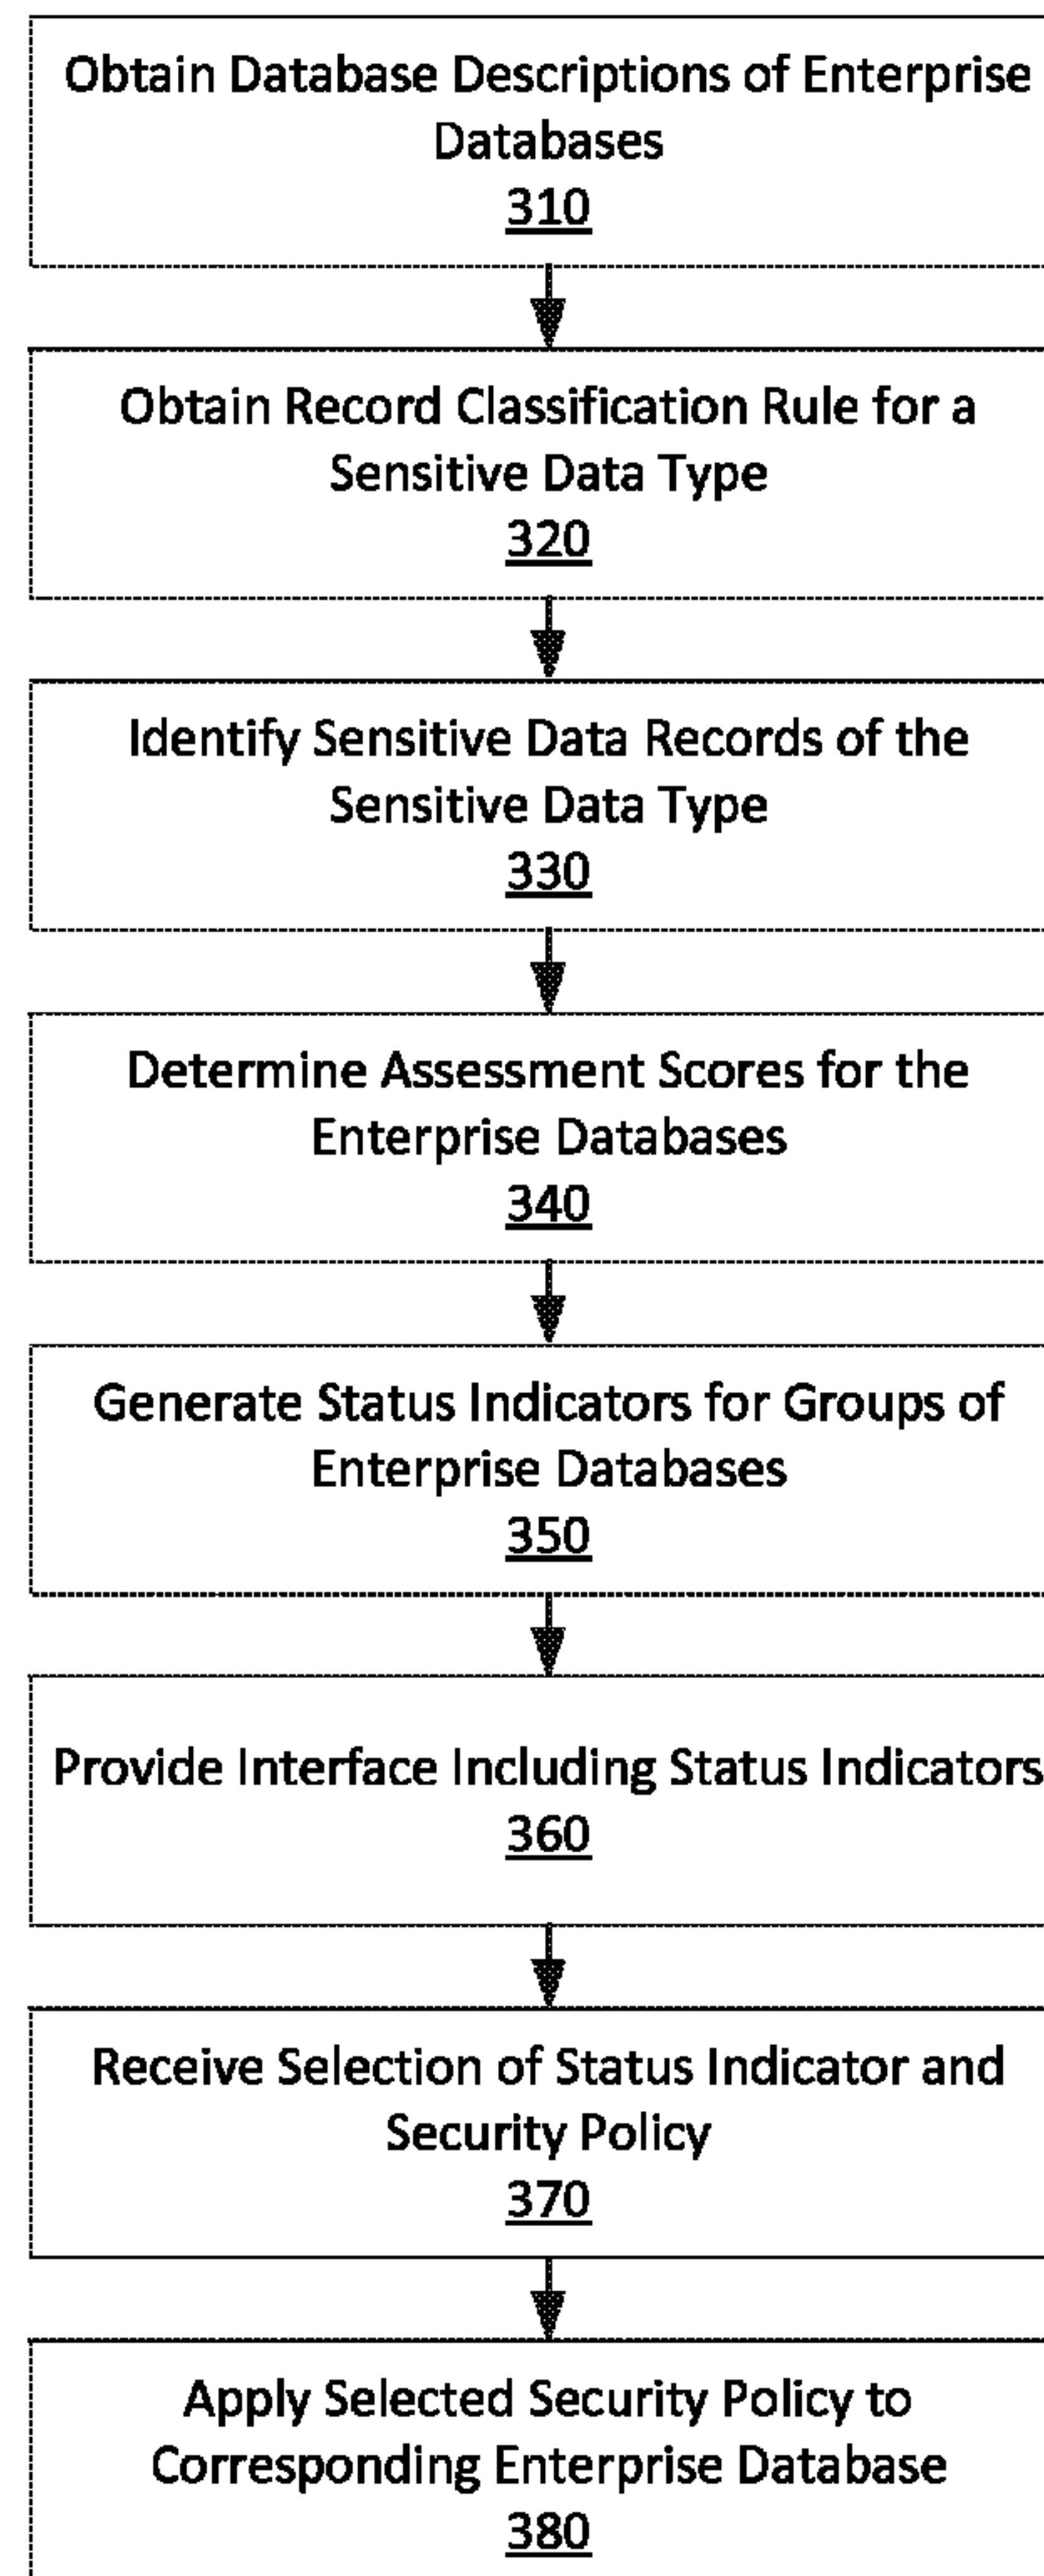 Obtain Database Descriptions of Enterprise
Databases
310
Obtain Record Classification Rule for a
Sensitive Data Type
320
Identify Sensitive Data Records of the
Sensitive Data Type
330
Determine Assessment Scores for the
Enterprise Databases
340
Generate Status Indicators for Groups of
Enterprise Databases
350
Provide Interface Including Status Indicators
360
Receive Selection of Status Indicator and
Security Policy
370
Apply Selected Security Policy to
Corresponding Enterprise Database
380